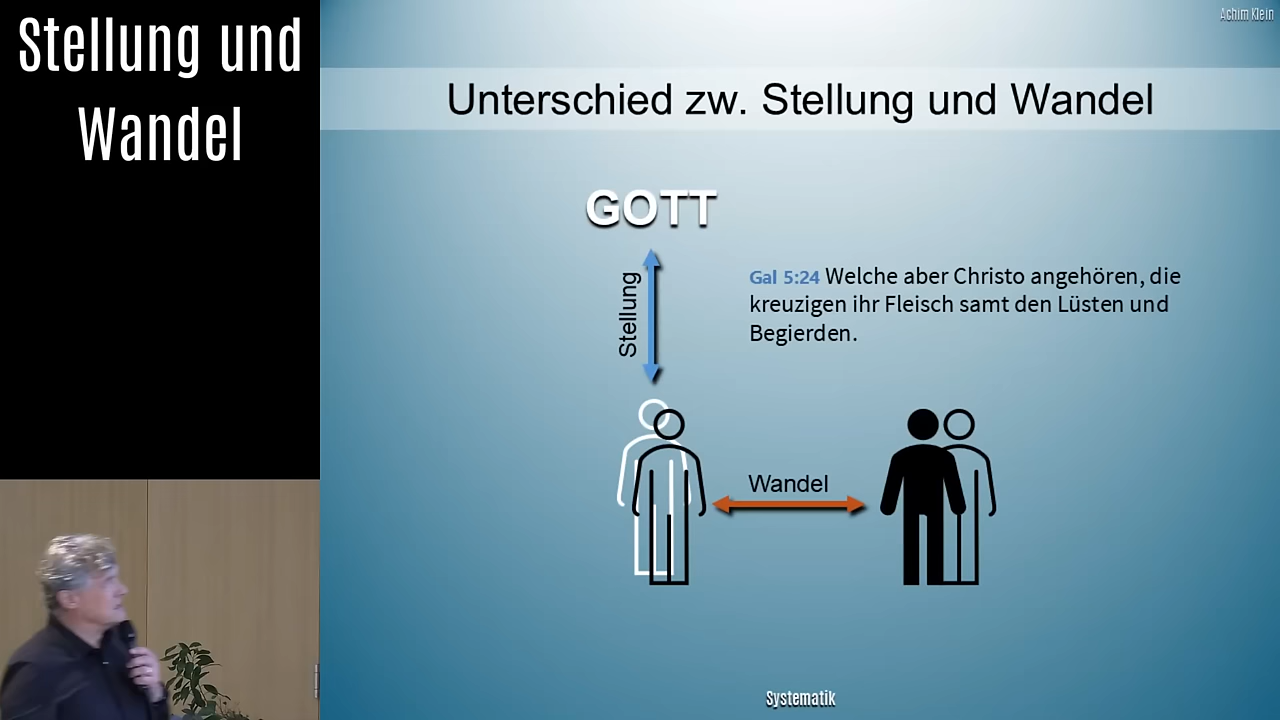 Stellung und
Wandel
Achim Klein
Unterschied zw. Stellung und Wandel
GOTT
Stellung
Gal 5:24 Welche aber Christo angehören, die
kreuzigen ihr Fleisch samt den Lüsten und
Begierden.
Wandel
Systematik